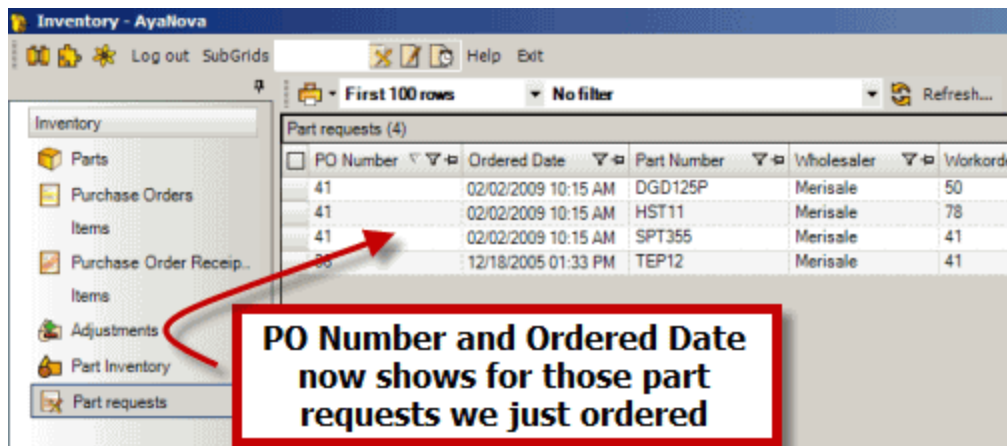 Inventory - AyaNova
Log out SubGrids Help Exit
First 100 rows No filter Refresh...
Inventory
Parts
Purchase Orders
Items
Purchase Order Receip..
Items
Adjustments
Part Inventory
Part requests
Part requests (4)
PO Number Ordered Date Part Number Wholesaler Workord
41 02/02/2009 10:15 AM DGD125P Merisale 50
41 02/02/2009 10:15 AM HST11 Merisale 78
41 02/02/2009 10:15 AM SPT355 Merisale 41
12/18/2005 01:33 PM TEP12 Merisale 41
PO Number and Ordered Date
now shows for those part
requests we just ordered